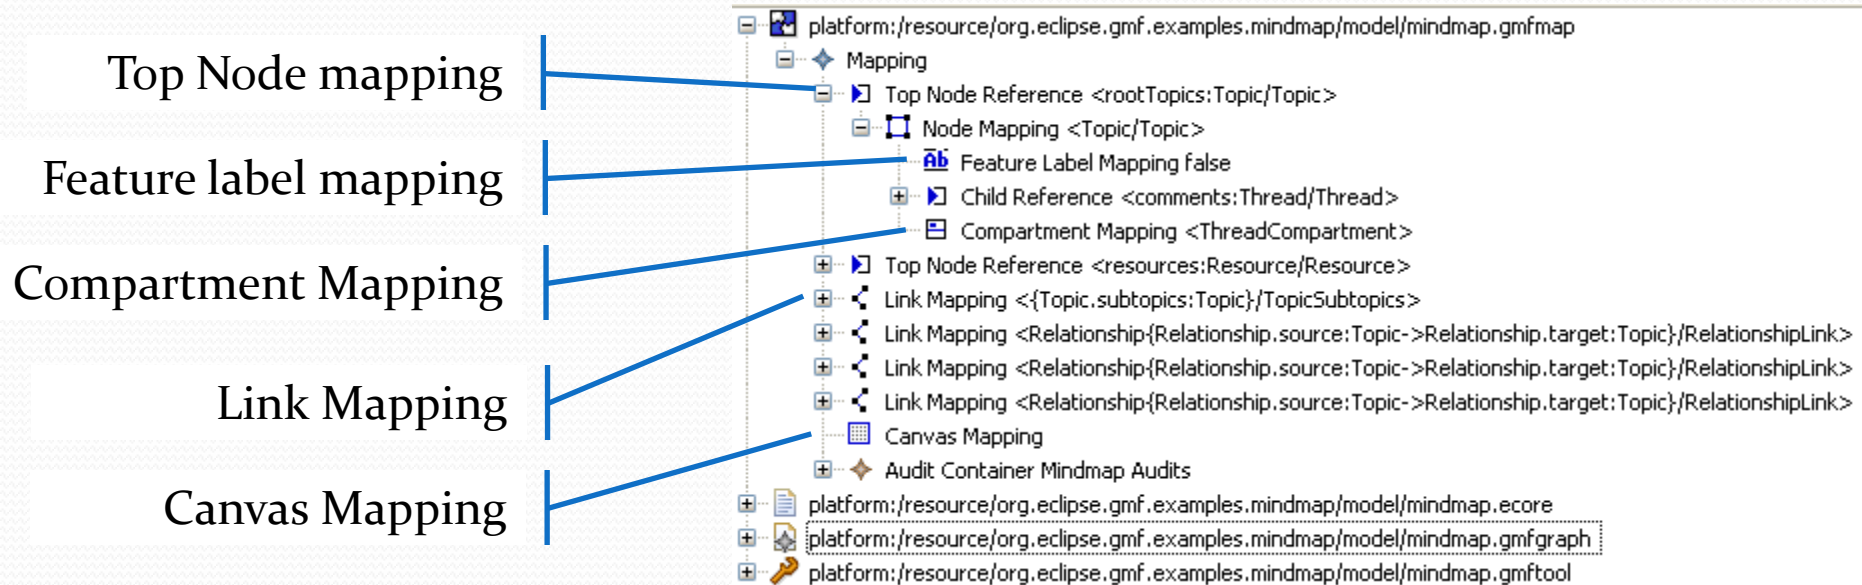 Top Node mapping
Feature label mapping
Compartment Mapping
Link Mapping
Canvas Mapping
platform:/resource/org.eclipse.gmf.examples.mindmap/model/mindmap.gmfmap
Mapping
Top Node Reference <rootTopics:Topic/Topic>
Node Mapping <Topic/Topic>
Ab Feature Label Mapping false
Child Reference <comments:Thread/Thread>
Compartment Mapping <ThreadCompartment>
Top Node Reference <resources:Resource/Resource>
Link Mapping <{Topic.subtopics:Topic}/TopicSubtopics>
Link Mapping <Relationship{Relationship.source:Topic->Relationship.target:Topic}/RelationshipLink>
Link Mapping <Relationship{Relationship.source:Topic->Relationship.target:Topic}/RelationshipLink>
Link Mapping <Relationship{Relationship.source:Topic->Relationship.target:Topic}/RelationshipLink>
Canvas Mapping
Audit Container Mindmap Audits
platform:/resource/org.eclipse.gmf.examples.mindmap/model/mindmap.ecore
platform:/resource/org.eclipse.gmf.examples.mindmap/model/mindmap.gmfgraph
platform:/resource/org.eclipse.gmf.examples.mindmap/model/mindmap.gmftool